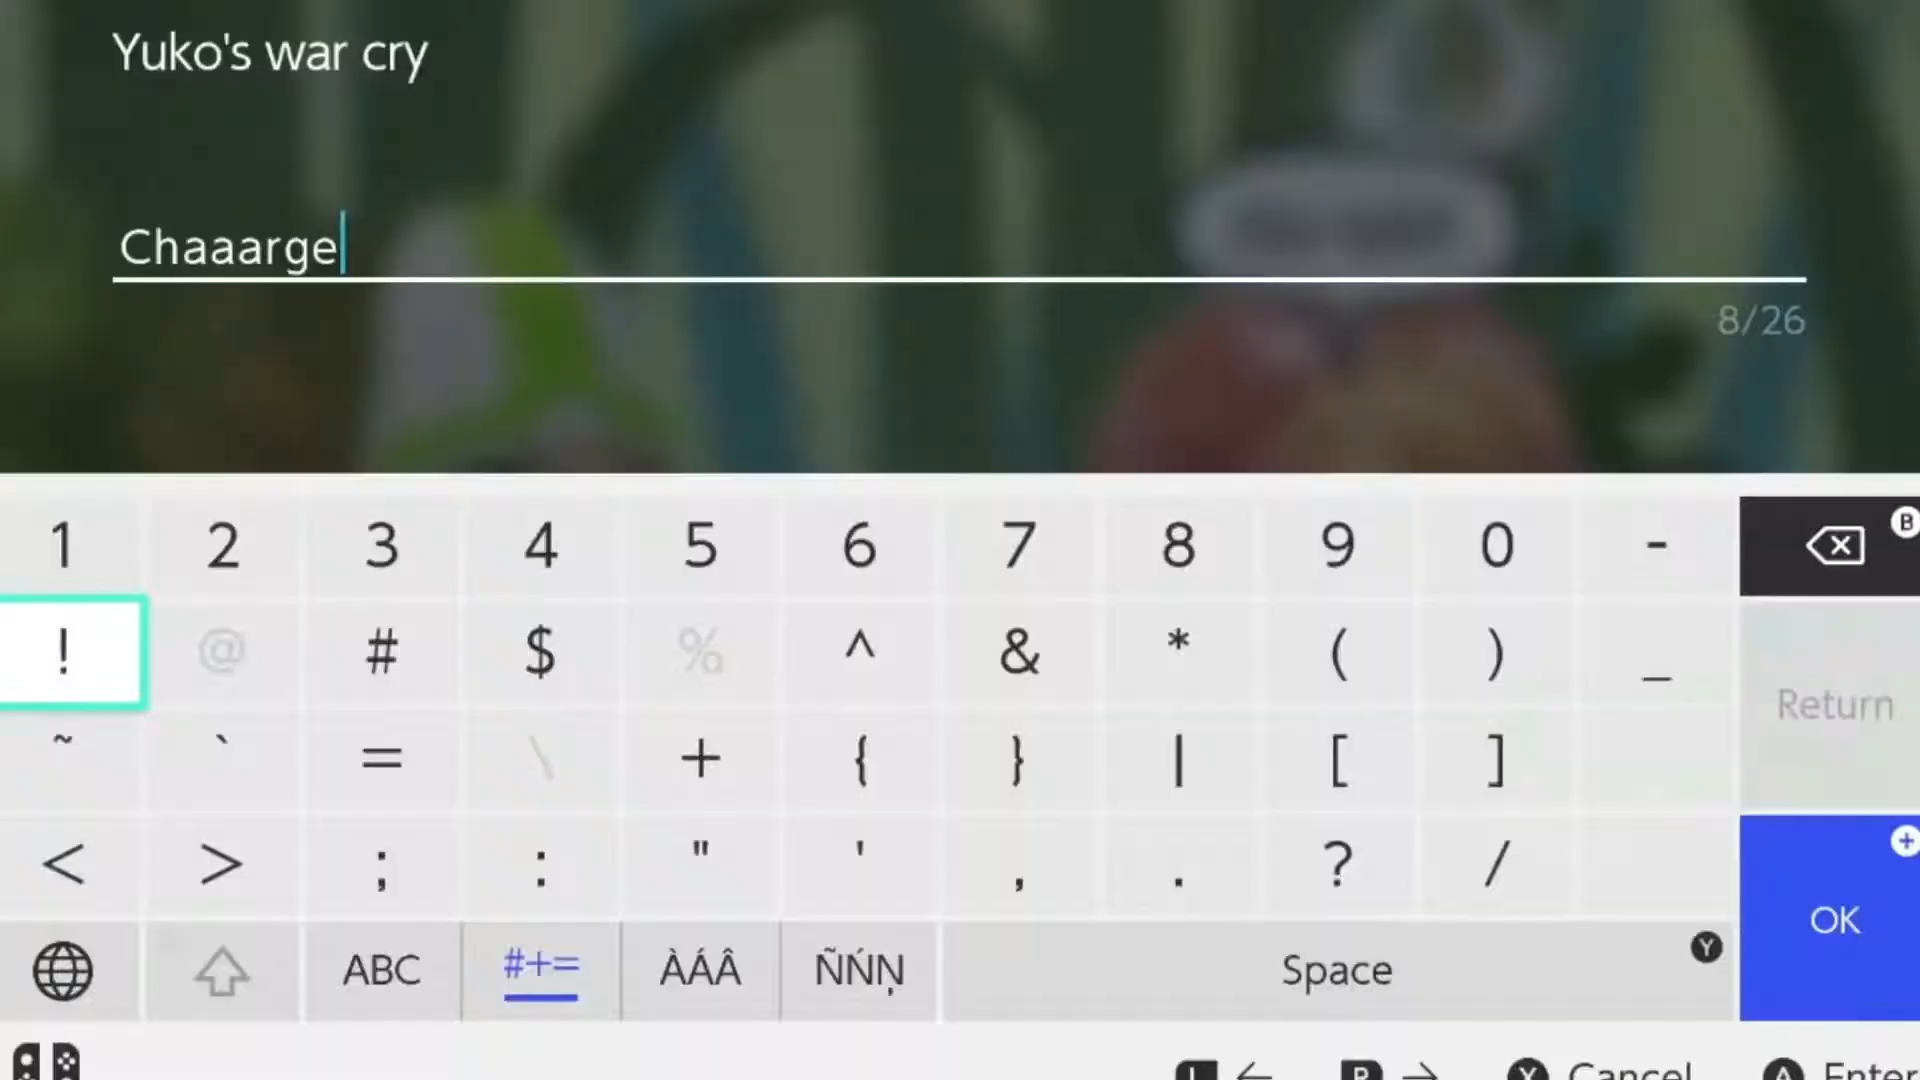 Yuko's war cry
Chaaarge
8/26
1 2 3 4 5 6 7 8 9 0 - B
! @ # $ % ^ & * ( ) _
Return
~ ` = \ + { } | [ ]
< > ; : " ' , . ? / +
OK
ABC #+= ÀÁÂ ÑŃŅ Space Y
L ← R → X Cancel A Enter